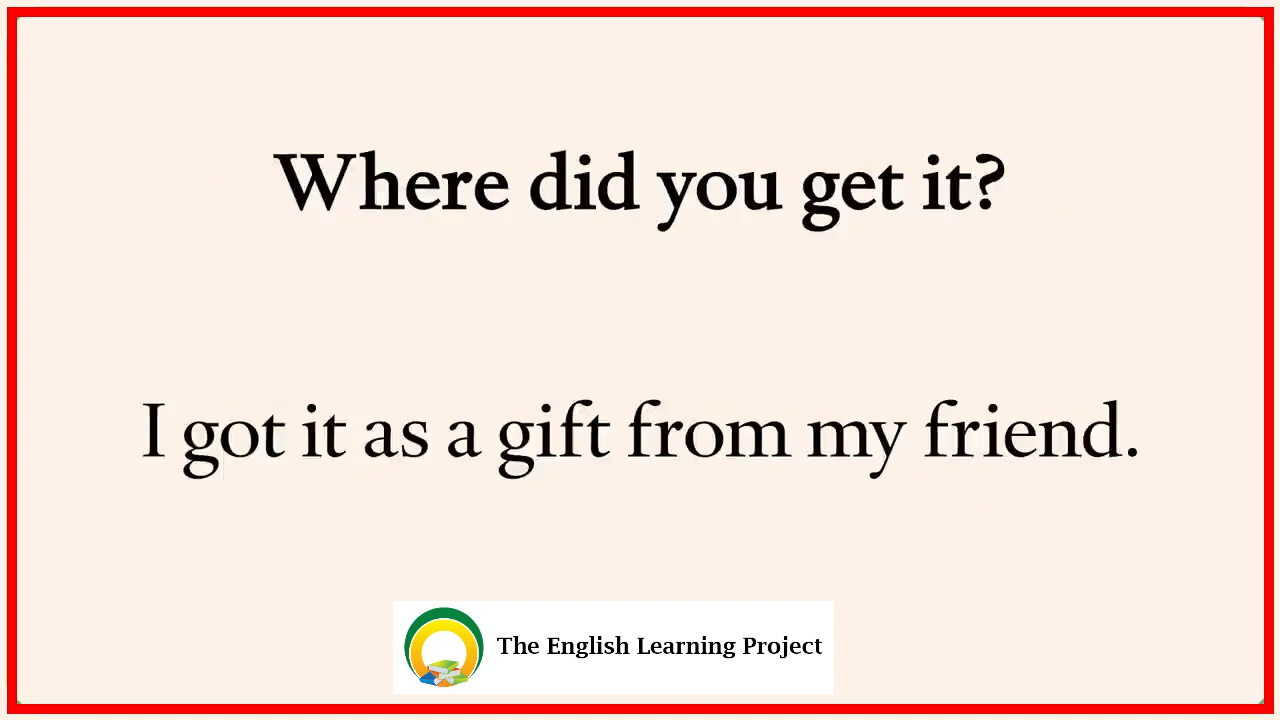 Where did you get it?
I got it as a gift from my friend.
The English Learning Project